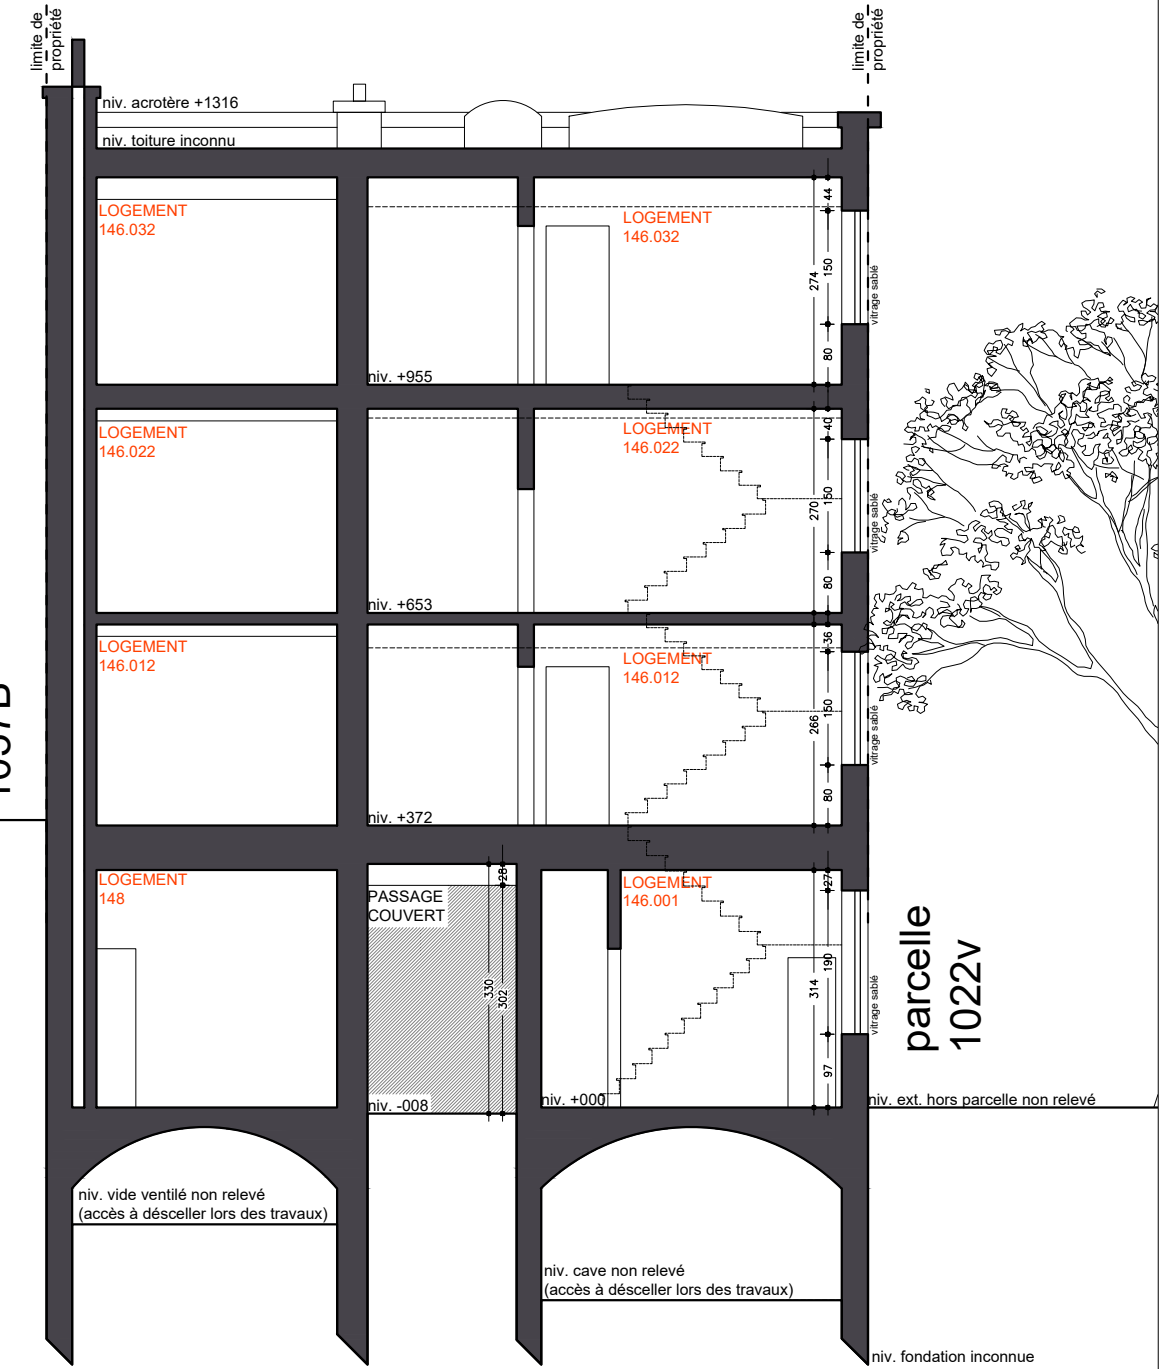 limite de
propriété
limite de
propriété
niv. acrotère +1316
niv. toiture inconnu
LOGEMENT
146.032
LOGEMENT
146.032
44
150
274
80
vitrage sablé
niv. +955
LOGEMENT
146.022
LOGEMENT
146.022
40
150
270
80
vitrage sablé
niv. +653
LOGEMENT
146.012
LOGEMENT
146.012
36
150
266
80
vitrage sablé
niv. +372
LOGEMENT
148
PASSAGE
COUVERT
28
330
302
LOGEMENT
146.001
27
190
314
97
vitrage sablé
parcelle
1022v
niv. -008
niv. +000
niv. ext. hors parcelle non relevé
niv. vide ventilé non relevé
(accès à désceller lors des travaux)
niv. cave non relevé
(accès à désceller lors des travaux)
niv. fondation inconnue